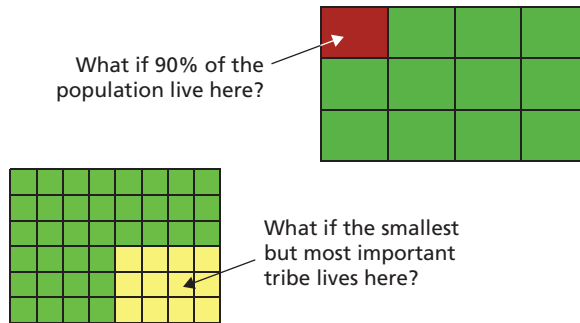 What if 90% of the
population live here?
What if the smallest
but most important
tribe lives here?